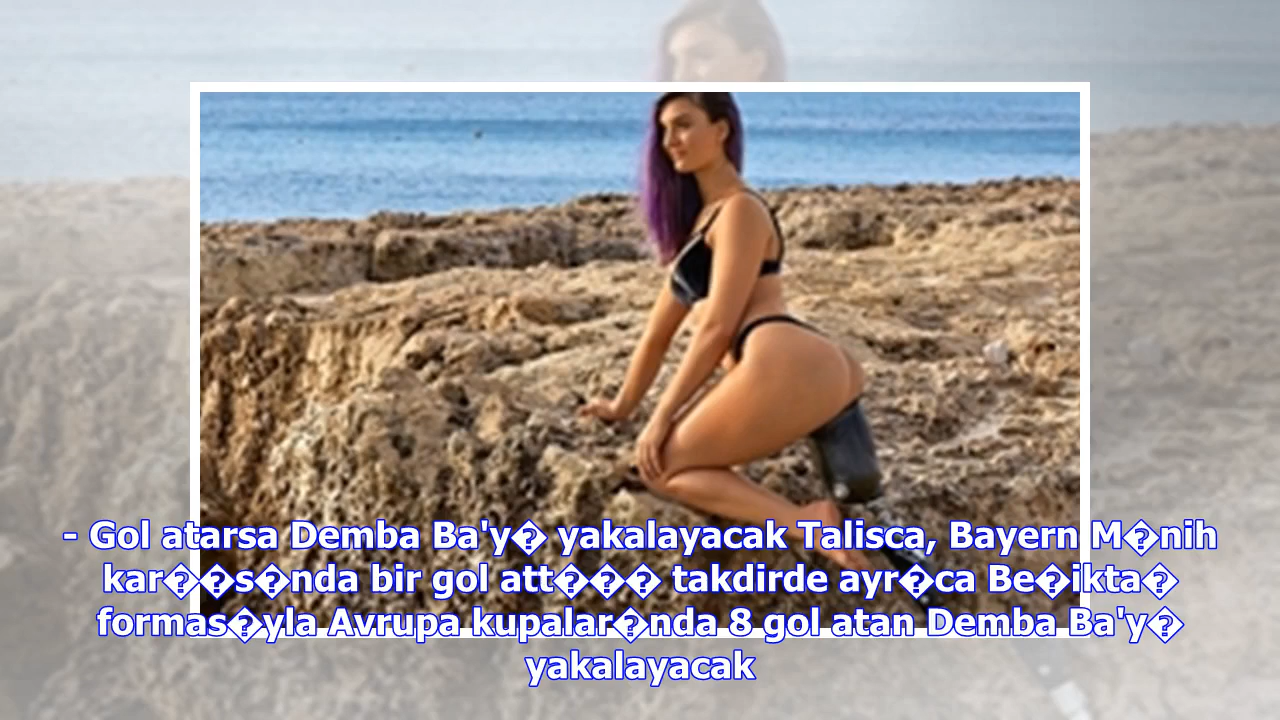 - Gol atarsa Demba Ba'y� yakalayacak Talisca, Bayern M�nih
kar��s�nda bir gol att��� takdirde ayr�ca Be�ikta�
formas�yla Avrupa kupalar�nda 8 gol atan Demba Ba'y�
yakalayacak